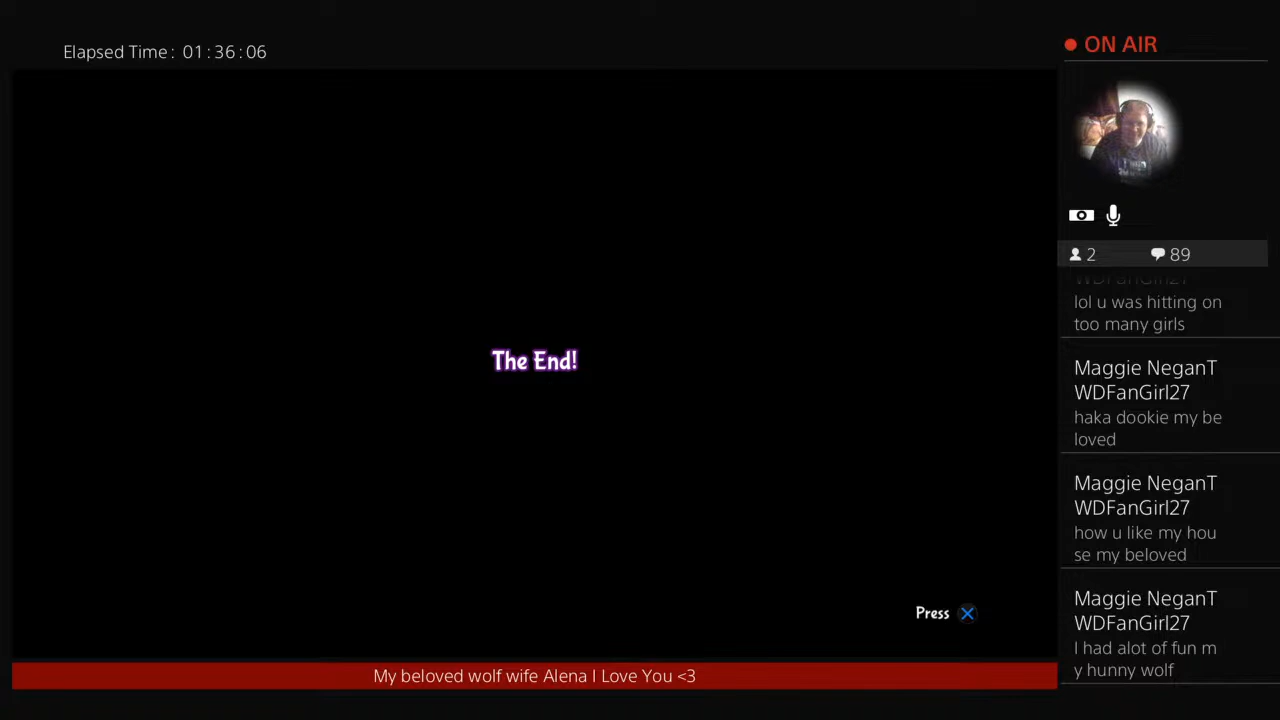 Elapsed Time: 01:36:06
ON AIR
2
89
WDFanGirl27
lol u was hitting on
too many girls
Maggie NeganT
WDFanGirl27
haka dookie my be
loved
Maggie NeganT
WDFanGirl27
how u like my hou
se my beloved
Maggie NeganT
WDFanGirl27
I had alot of fun m
y hunny wolf
The End!
Press
My beloved wolf wife Alena I Love You <3